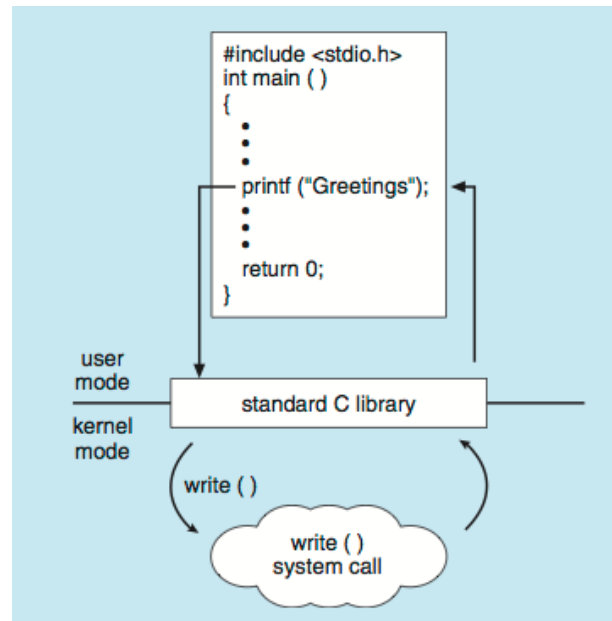 #include <stdio.h>
int main ( )
{
•
•
•
printf ("Greetings");
•
•
•
return 0;
}
user
mode
standard C library
kernel
mode
write ( )
write ( )
system call